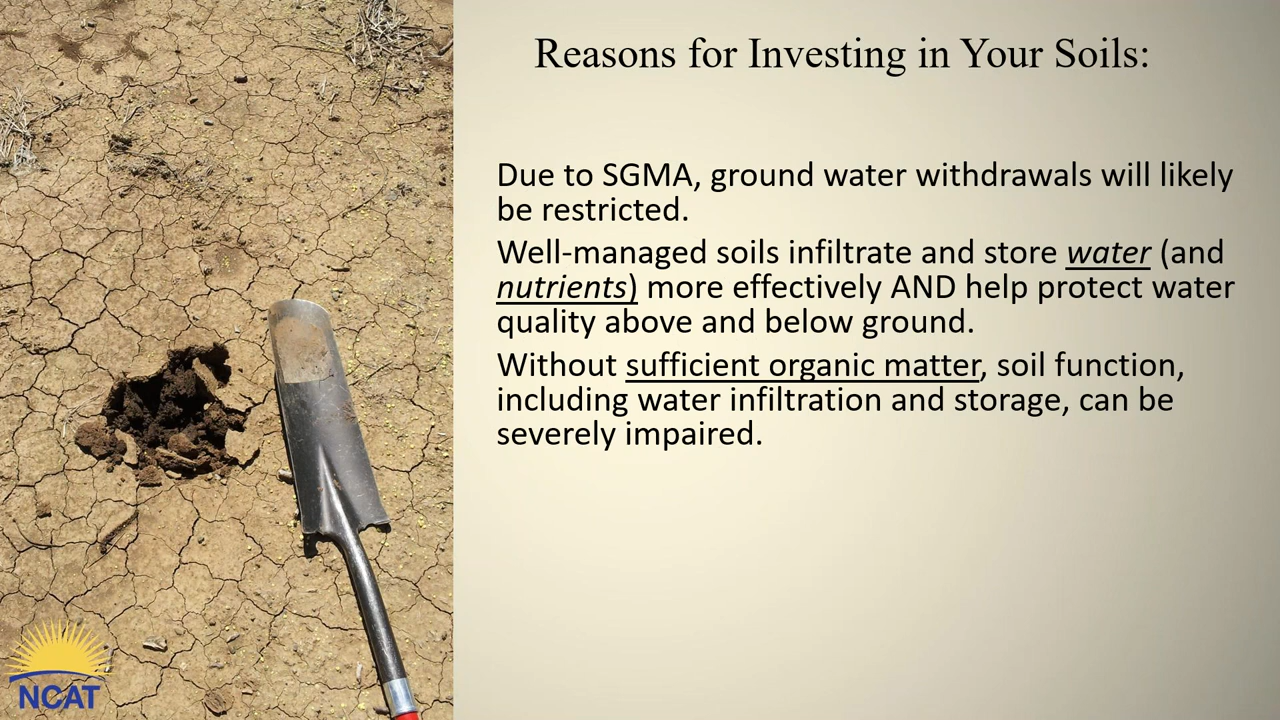 Reasons for Investing in Your Soils:
Due to SGMA, ground water withdrawals will likely
be restricted.
Well-managed soils infiltrate and store water (and
nutrients) more effectively AND help protect water
quality above and below ground.
Without sufficient organic matter, soil function,
including water infiltration and storage, can be
severely impaired.
NCAT